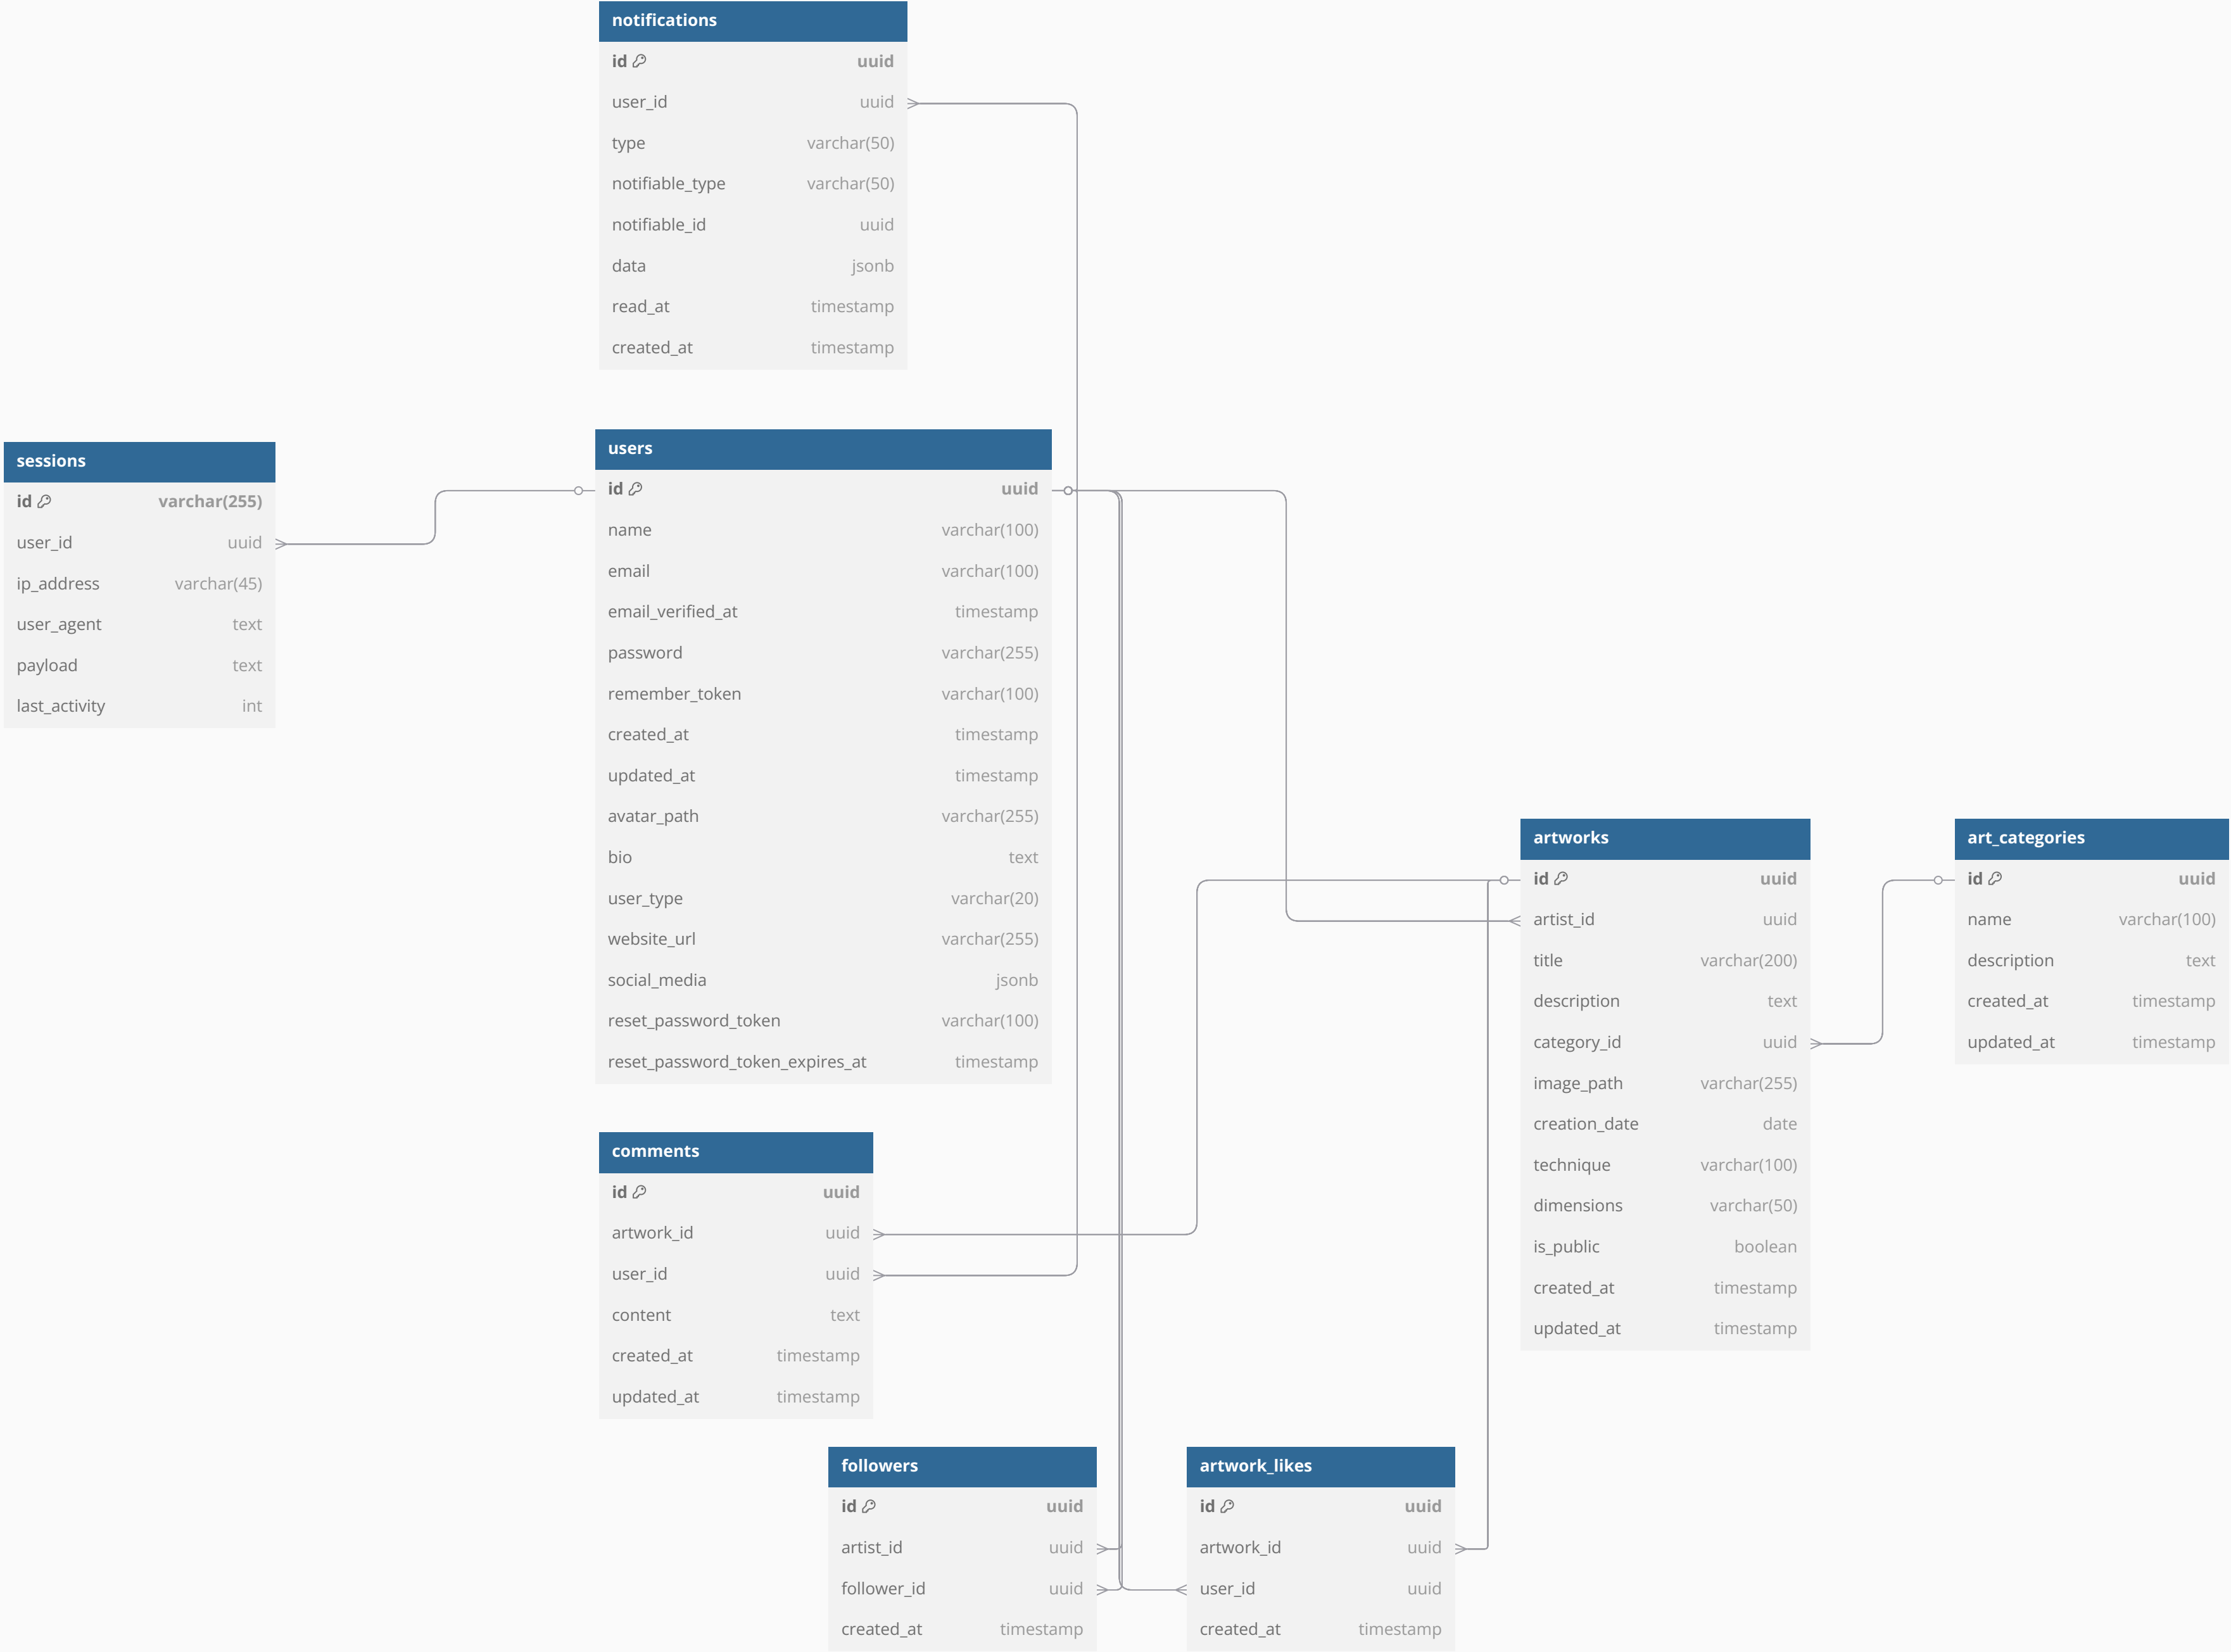 notifications
id uuid
user_id uuid
type varchar(50)
notifiable_type varchar(50)
notifiable_id uuid
data jsonb
read_at timestamp
created_at timestamp
sessions
id varchar(255)
user_id uuid
ip_address varchar(45)
user_agent text
payload text
last_activity int
users
id uuid
name varchar(100)
email varchar(100)
email_verified_at timestamp
password varchar(255)
remember_token varchar(100)
created_at timestamp
updated_at timestamp
avatar_path varchar(255)
bio text
user_type varchar(20)
website_url varchar(255)
social_media jsonb
reset_password_token varchar(100)
reset_password_token_expires_at timestamp
artworks
id uuid
artist_id uuid
title varchar(200)
description text
category_id uuid
image_path varchar(255)
creation_date date
technique varchar(100)
dimensions varchar(50)
is_public boolean
created_at timestamp
updated_at timestamp
art_categories
id uuid
name varchar(100)
description text
created_at timestamp
updated_at timestamp
comments
id uuid
artwork_id uuid
user_id uuid
content text
created_at timestamp
updated_at timestamp
followers
id uuid
artist_id uuid
follower_id uuid
created_at timestamp
artwork_likes
id uuid
artwork_id uuid
user_id uuid
created_at timestamp